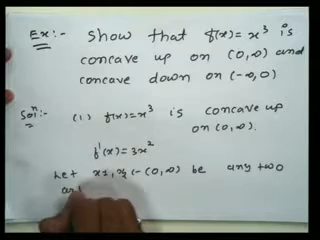 Ex:- Show that f(x) = x³ is
concave up on (0, ∞) and
concave down on (-∞, 0)
Solⁿ:- (i) f(x) = x³ is concave up
on (0, ∞).
f'(x) = 3x²
Let x1, x2 (-(0, ∞) be any two